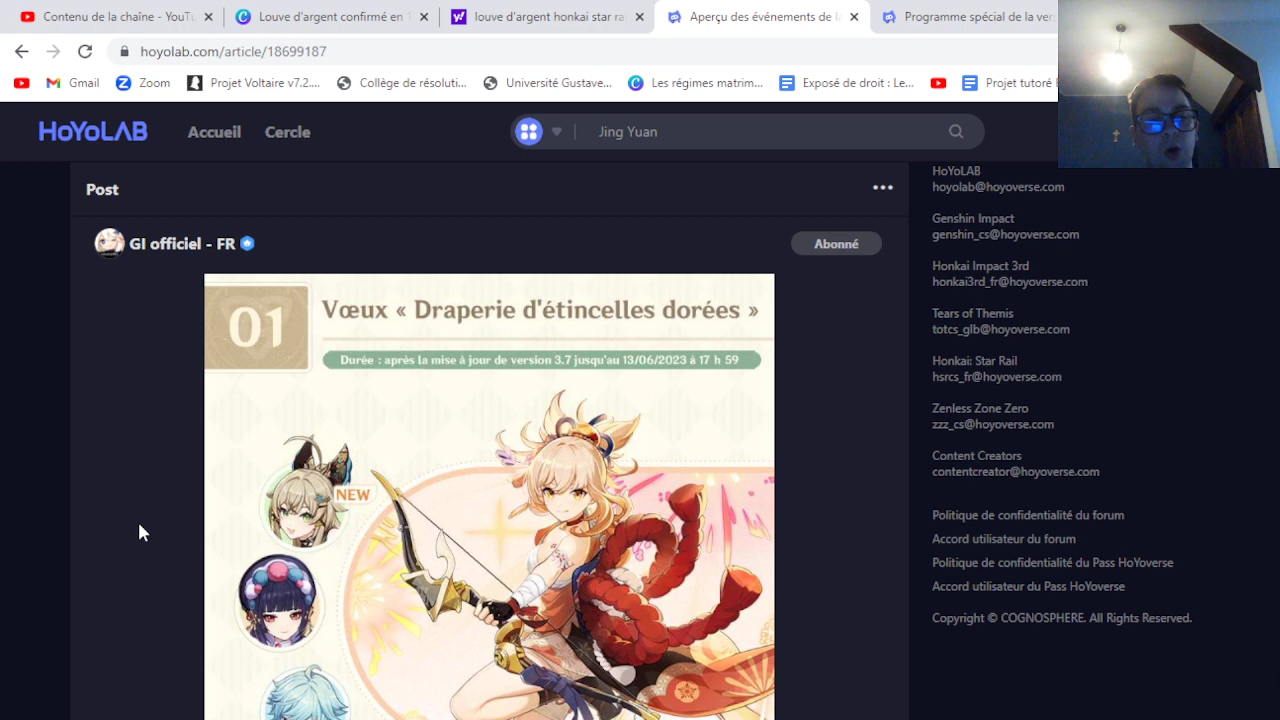 Contenu de la chaîne - YouTu
Louve d'argent confirmé en 1
louve d'argent honkai star rai
Aperçu des événements de la
Programme spécial de la vers
hoyolab.com/article/18699187
Gmail
Zoom
Projet Voltaire v7.2....
Collège de résoluti...
Université Gustave...
Les régimes matrim...
Exposé de droit : Le...
Projet tutoré
HoYoLAB
Accueil
Cercle
Jing Yuan
Post
GI officiel - FR
Abonné
01
Vœux « Draperie d'étincelles dorées »
Durée : après la mise à jour de version 3.7 jusqu'au 13/06/2023 à 17 h 59
NEW
HoYoLAB
hoyolab@hoyoverse.com
Genshin Impact
genshin_cs@hoyoverse.com
Honkai Impact 3rd
honkai3rd_fr@hoyoverse.com
Tears of Themis
totcs_glb@hoyoverse.com
Honkai: Star Rail
hsrcs_fr@hoyoverse.com
Zenless Zone Zero
zzz_cs@hoyoverse.com
Content Creators
contentcreator@hoyoverse.com
Politique de confidentialité du forum
Accord utilisateur du forum
Politique de confidentialité du Pass HoYoverse
Accord utilisateur du Pass HoYoverse
Copyright © COGNOSPHERE. All Rights Reserved.